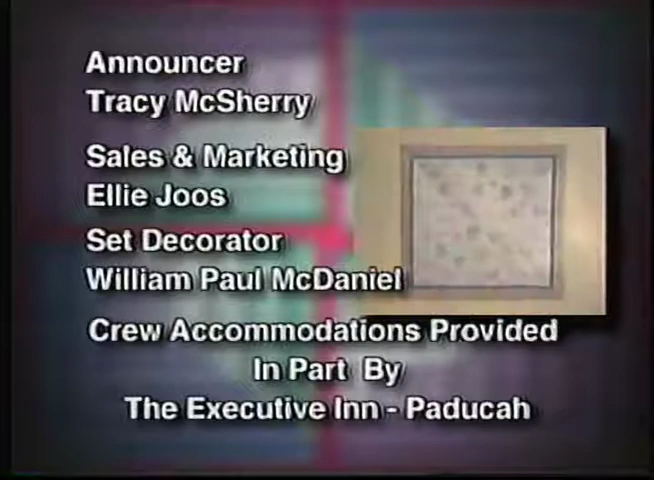 Announcer
Tracy McSherry
Sales & Marketing
Ellie Joos
Set Decorator
William Paul McDaniel
Crew Accommodations Provided
In Part By
The Executive Inn - Paducah